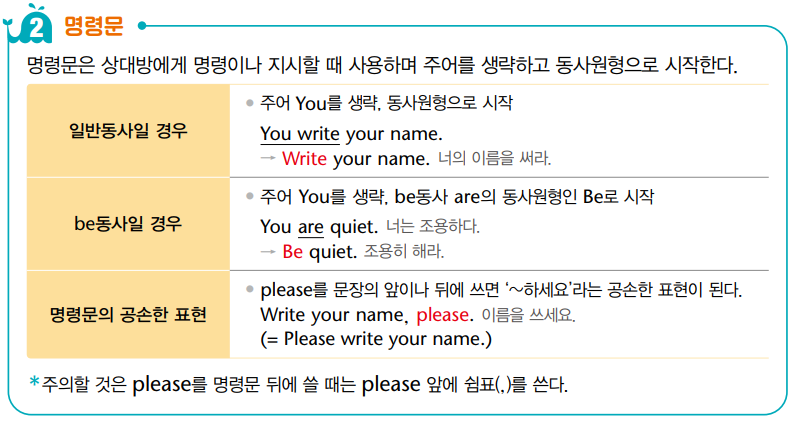 2 명령문
명령문은 상대방에게 명령이나 지시할 때 사용하며 주어를 생략하고 동사원형으로 시작한다.
일반동사일 경우
● 주어 You를 생략, 동사원형으로 시작
You write your name.
→ Write your name. 너의 이름을 써라.
be동사일 경우
● 주어 You를 생략, be동사 are의 동사원형인 Be로 시작
You are quiet. 너는 조용하다.
→ Be quiet. 조용히 해라.
명령문의 공손한 표현
● please를 문장의 앞이나 뒤에 쓰면 ‘~하세요’라는 공손한 표현이 된다.
Write your name, please. 이름을 쓰세요.
(= Please write your name.)
*주의할 것은 please를 명령문 뒤에 쓸 때는 please 앞에 쉼표(,)를 쓴다.